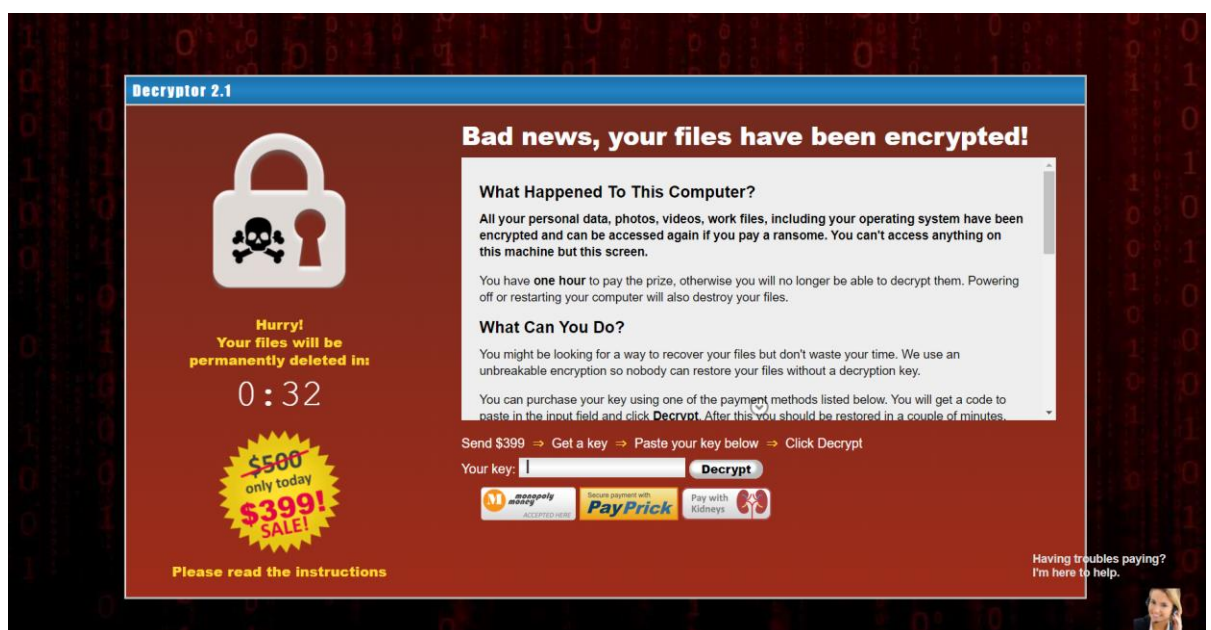 Decryptor 2.1
Bad news, your files have been encrypted!
What Happened To This Computer?
All your personal data, photos, videos, work files, including your operating system have been
encrypted and can be accessed again if you pay a ransome. You can't access anything on
this machine but this screen.
You have one hour to pay the prize, otherwise you will no longer be able to decrypt them. Powering
off or restarting your computer will also destroy your files.
What Can You Do?
You might be looking for a way to recover your files but don't waste your time. We use an
unbreakable encryption so nobody can restore your files without a decryption key.
You can purchase your key using one of the payment methods listed below. You will get a code to
paste in the input field and click Decrypt. After this you should be restored in a couple of minutes.
Hurry!
Your files will be
permanently deleted in:
0:32
$500
only today
$399!
SALE!
Please read the instructions
Send $399 ⇒ Get a key ⇒ Paste your key below ⇒ Click Decrypt
Your key:
Decrypt
M monopoly
money
ACCEPTED HERE
Secure payment with
PayPrick
Pay with
Kidneys
Having troubles paying?
I'm here to help.